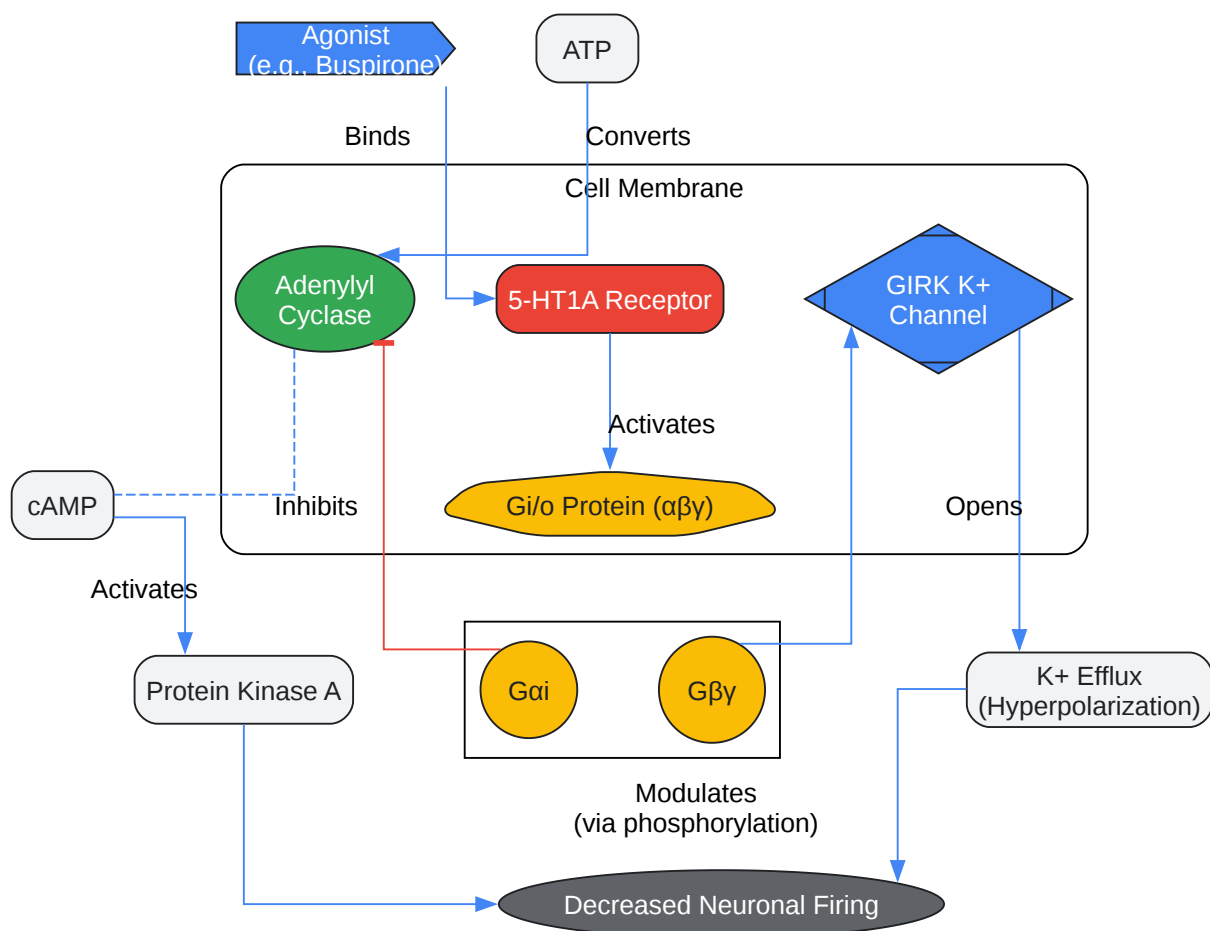 Agonist
(e.g., Buspirone)
ATP
Binds
Converts
Cell Membrane
Adenylyl
Cyclase
5-HT1A Receptor
GIRK K+
Channel
Activates
cAMP
Inhibits
Gi/o Protein (αβγ)
Opens
Activates
Protein Kinase A
Gαi
Gβγ
K+ Efflux
(Hyperpolarization)
Modulates
(via phosphorylation)
Decreased Neuronal Firing